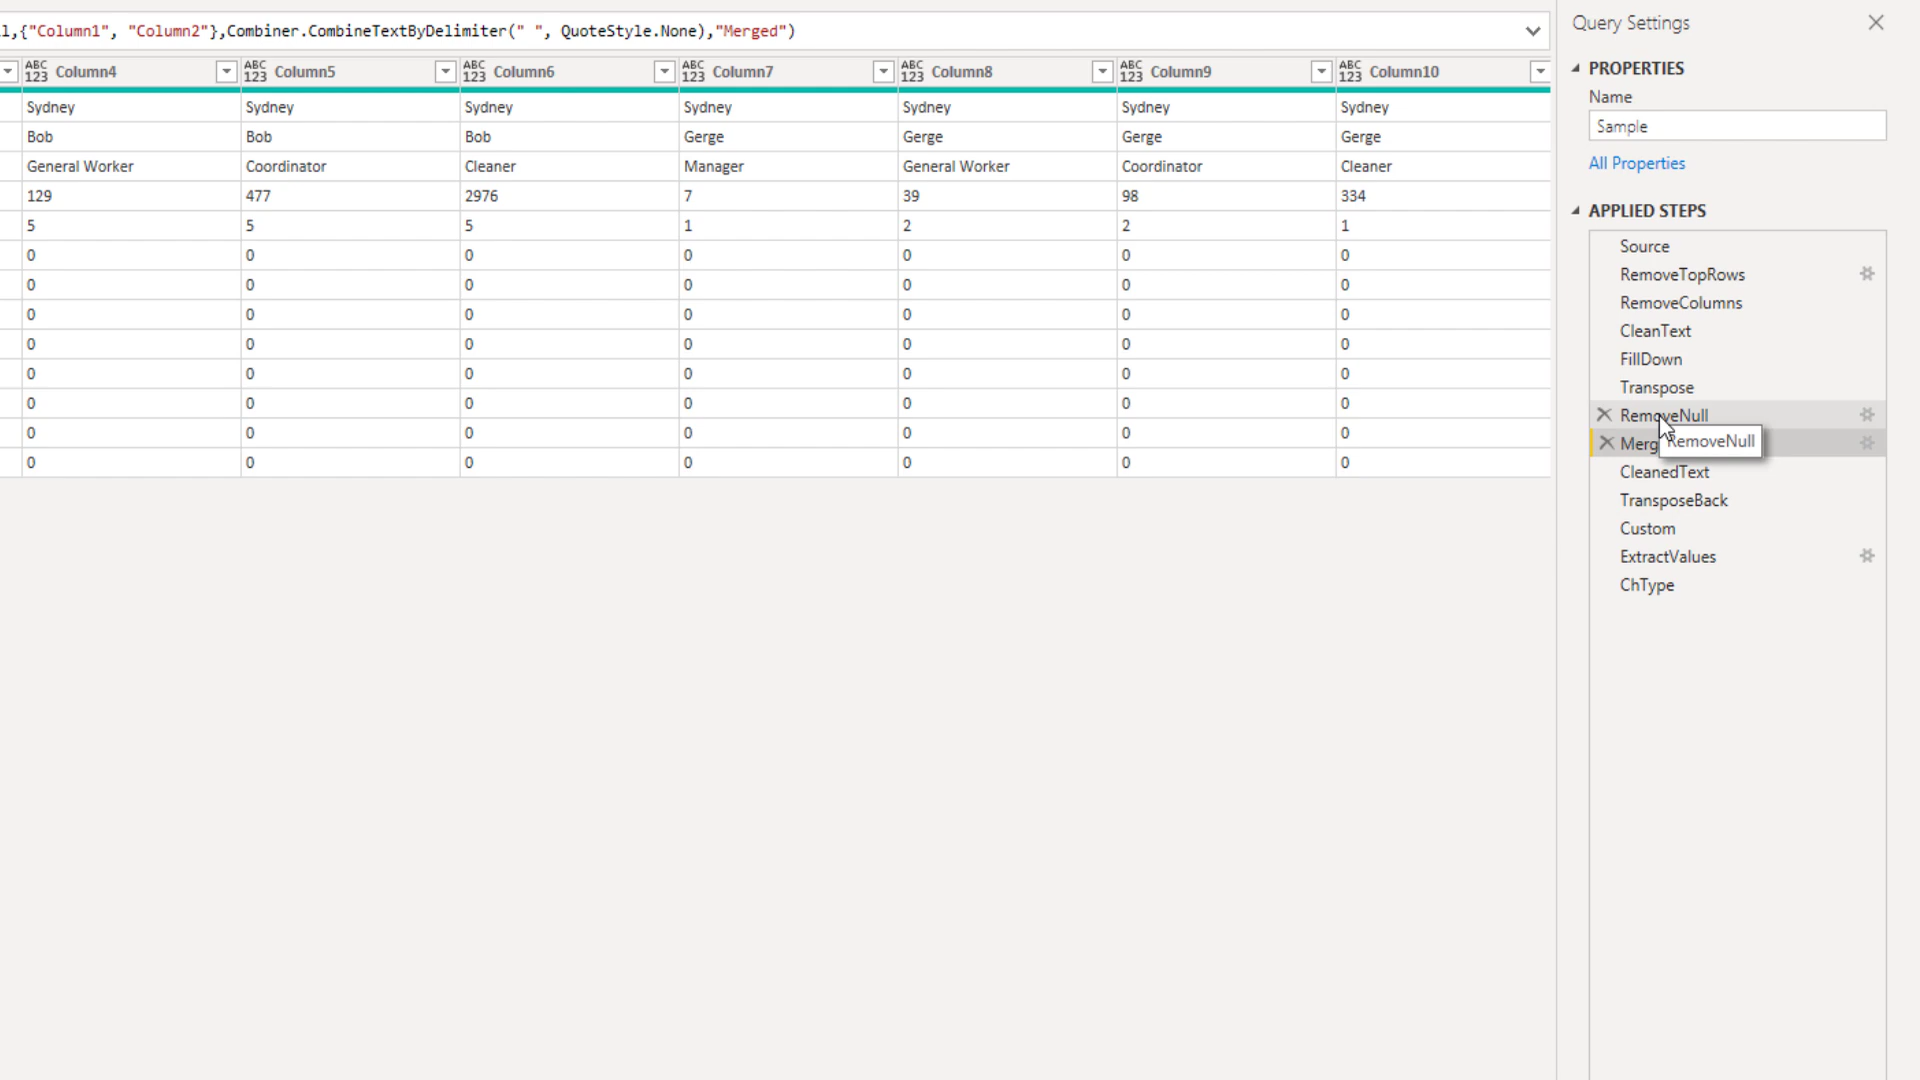 l,{"Column1", "Column2"},Combiner.CombineTextByDelimiter(" ", QuoteStyle.None),"Merged")
ABC 123 Column4 ABC 123 Column5 ABC 123 Column6 ABC 123 Column7 ABC 123 Column8 ABC 123 Column9 ABC 123 Column10
Sydney Sydney Sydney Sydney Sydney Sydney Sydney
Bob Bob Bob Gerge Gerge Gerge Gerge
General Worker Coordinator Cleaner Manager General Worker Coordinator Cleaner
129 477 2976 7 39 98 334
5 5 5 1 2 2 1
0 0 0 0 0 0 0
0 0 0 0 0 0 0
0 0 0 0 0 0 0
0 0 0 0 0 0 0
0 0 0 0 0 0 0
0 0 0 0 0 0 0
0 0 0 0 0 0 0
0 0 0 0 0 0 0
Query Settings
PROPERTIES
Name
Sample
All Properties
APPLIED STEPS
Source
RemoveTopRows
RemoveColumns
CleanText
FillDown
Transpose
RemoveNull
Merg
RemoveNull
CleanedText
TransposeBack
Custom
ExtractValues
ChType